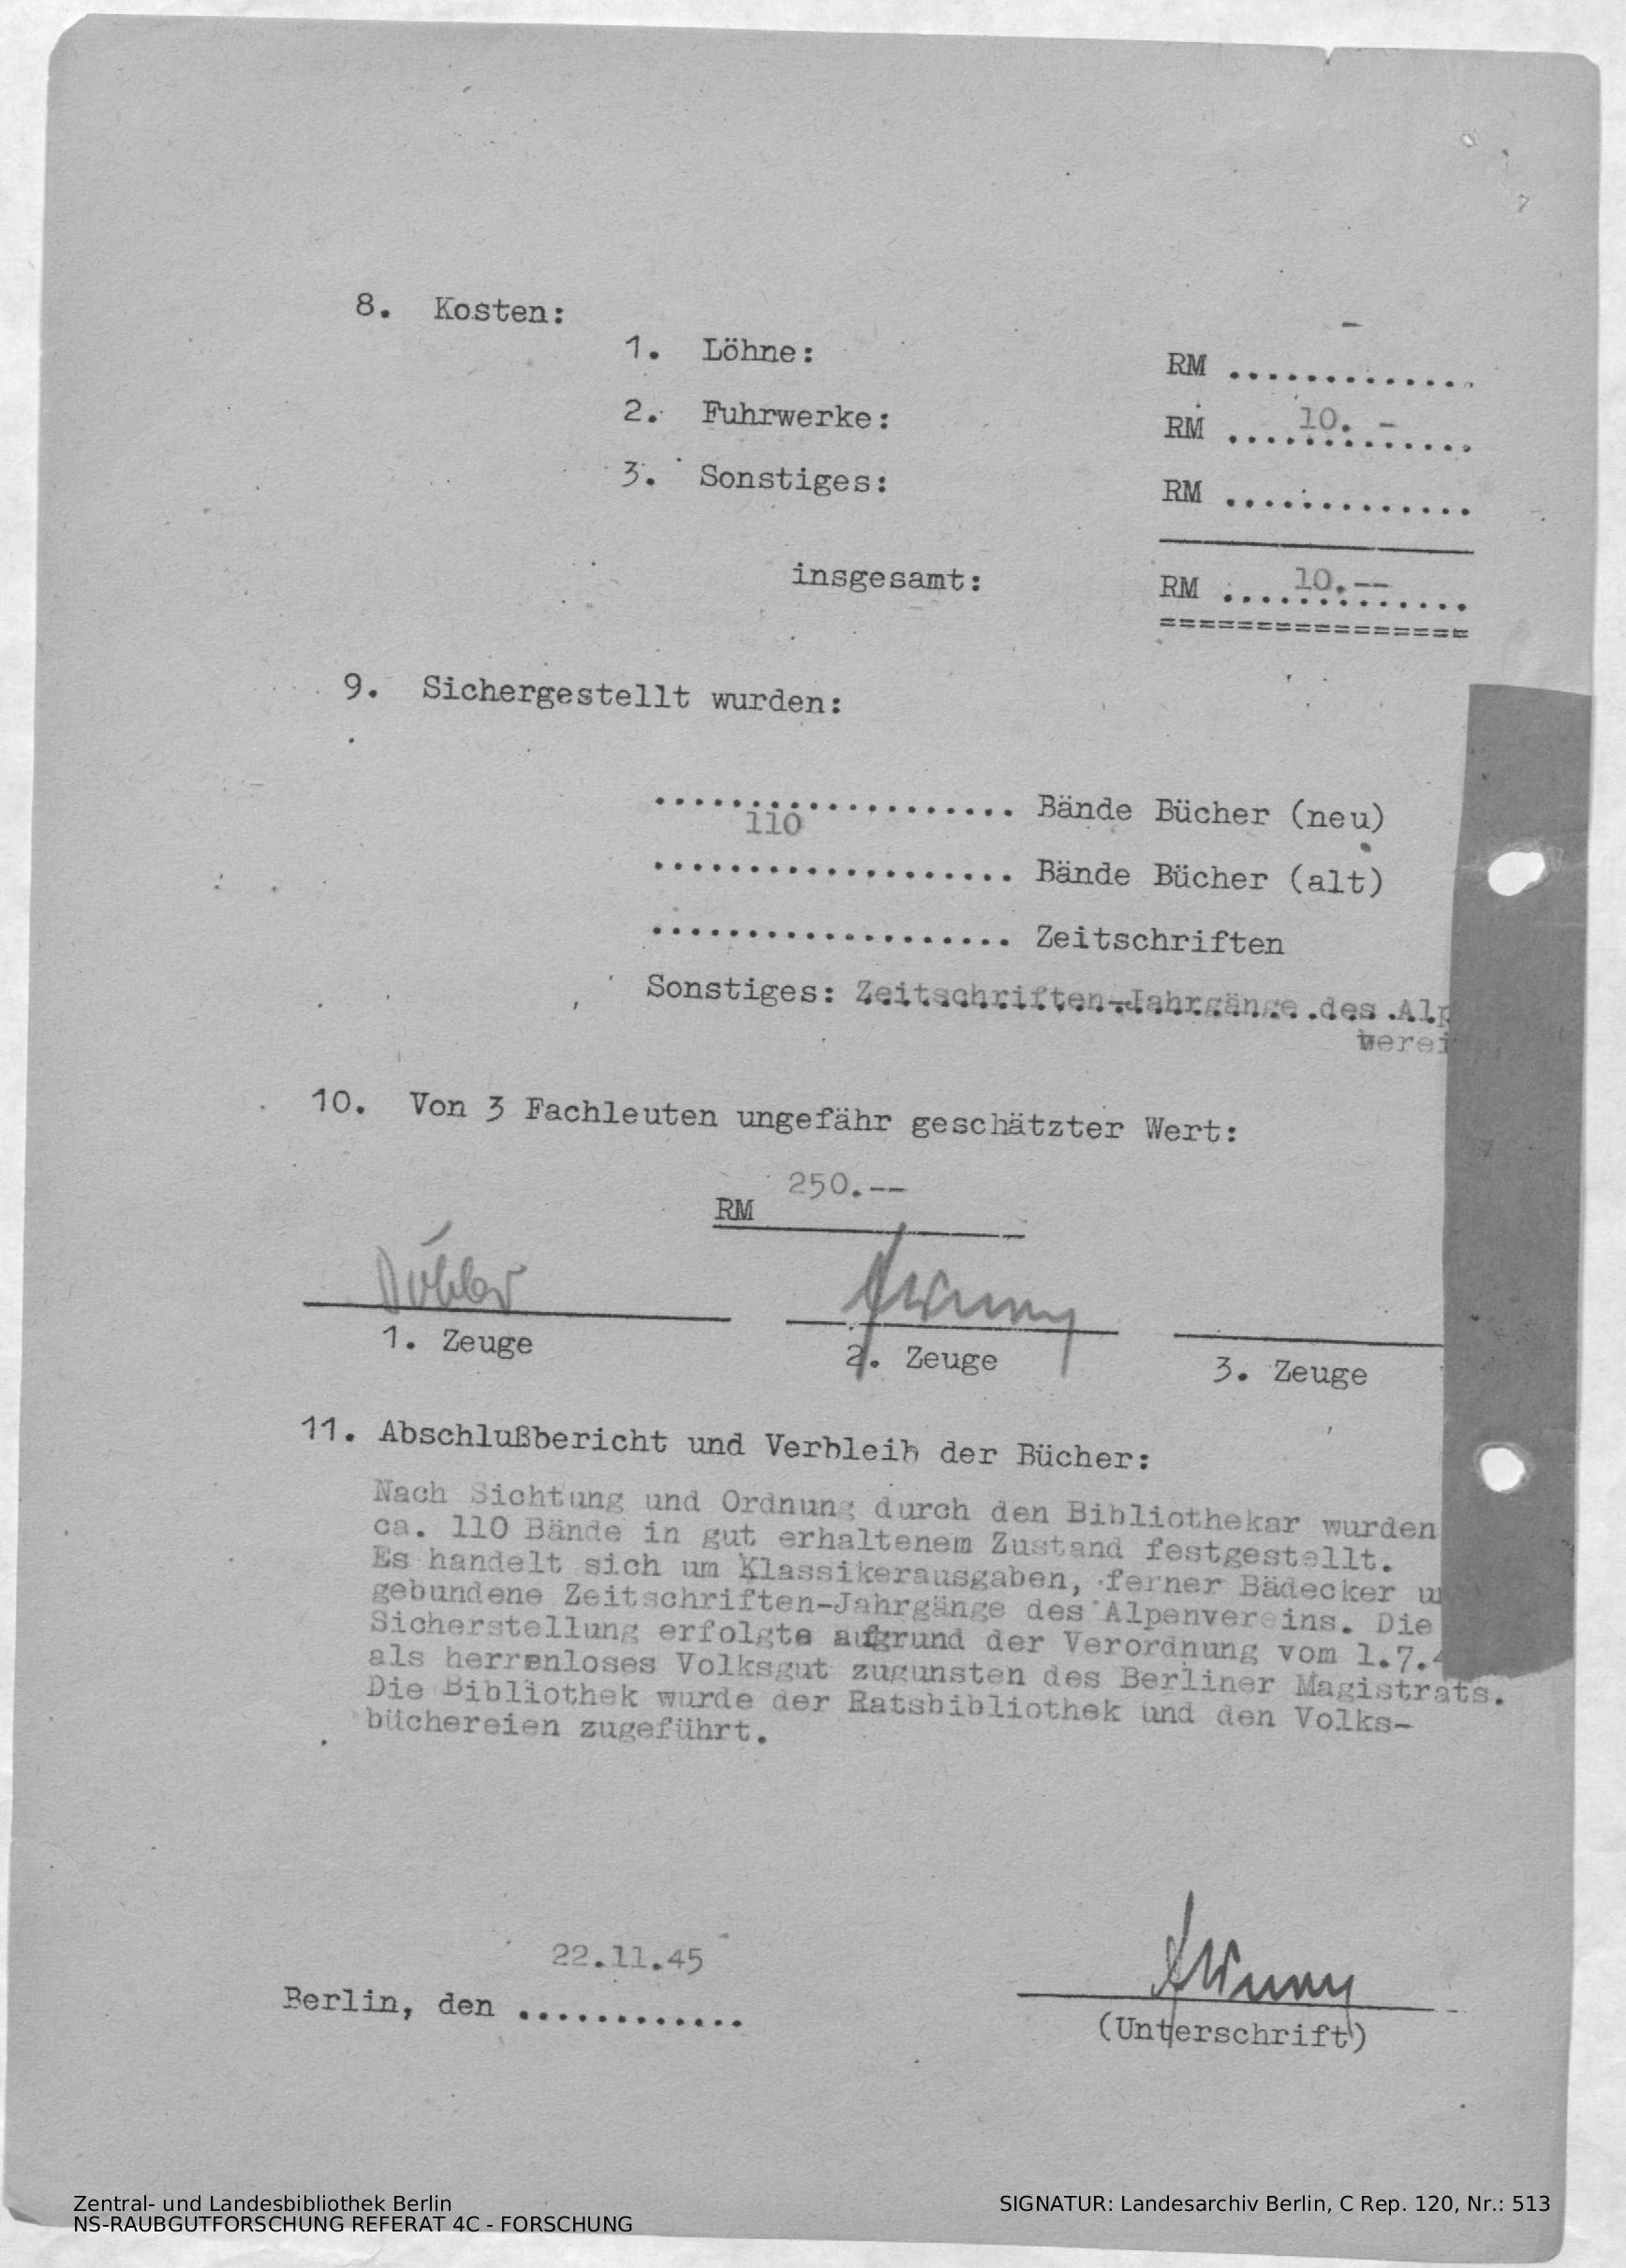 8. Kosten:
-
1. Löhne: RM .............
2. Fuhrwerke: RM 10. -
3. Sonstiges: RM .............
insgesamt: RM 10.--
================
9. Sichergestellt wurden:
................... Bände Bücher (neu)
110
................... Bände Bücher (alt)
................... Zeitschriften
Sonstiges: Zeitschriften-Jahrgänge des Alp
verei
10. Von 3 Fachleuten ungefähr geschätzter Wert:
RM 250.--
1. Zeuge 2. Zeuge 3. Zeuge
11. Abschlußbericht und Verbleib der Bücher:
Nach Sichtung und Ordnung durch den Bibliothekar wurden
ca. 110 Bände in gut erhaltenem Zustand festgestellt.
Es handelt sich um Klassikerausgaben, ferner Bädecker u
gebundene Zeitschriften-Jahrgänge des Alpenvereins. Die
Sicherstellung erfolgte aufgrund der Verordnung vom 1.7.4
als herrenloses Volksgut zugunsten des Berliner Magistrats.
Die Bibliothek wurde der Ratsbibliothek und den Volks-
büchereien zugeführt.
Berlin, den 22.11.45
(Unterschrift)
Zentral- und Landesbibliothek Berlin
NS-RAUBGUTFORSCHUNG REFERAT 4C - FORSCHUNG
SIGNATUR: Landesarchiv Berlin, C Rep. 120, Nr.: 513